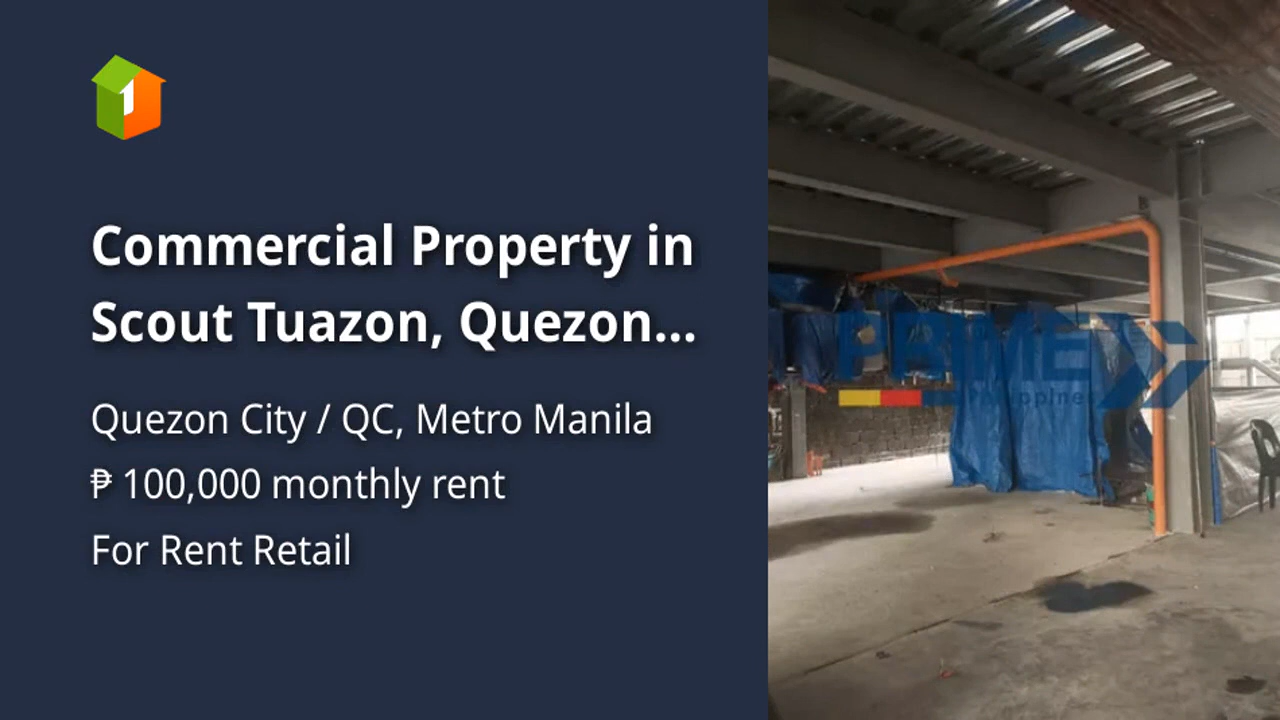 Commercial Property in
Scout Tuazon, Quezon...
Quezon City / QC, Metro Manila
₱ 100,000 monthly rent
For Rent Retail
PRIME
Philippines